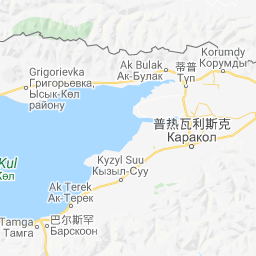 Ak Bulak
Ак-Булак
Korumdy
Корумды
蒂普
Түп
Grigorievka
Григорьевка,
Ысык-Көл
району
普热瓦利斯克
Каракол
Kyzyl Suu
Кызыл-Суу
Kul
Көл
Ak Terek
Ак-Терек
Tamga
Тамга
巴尔斯罕
Барскоон